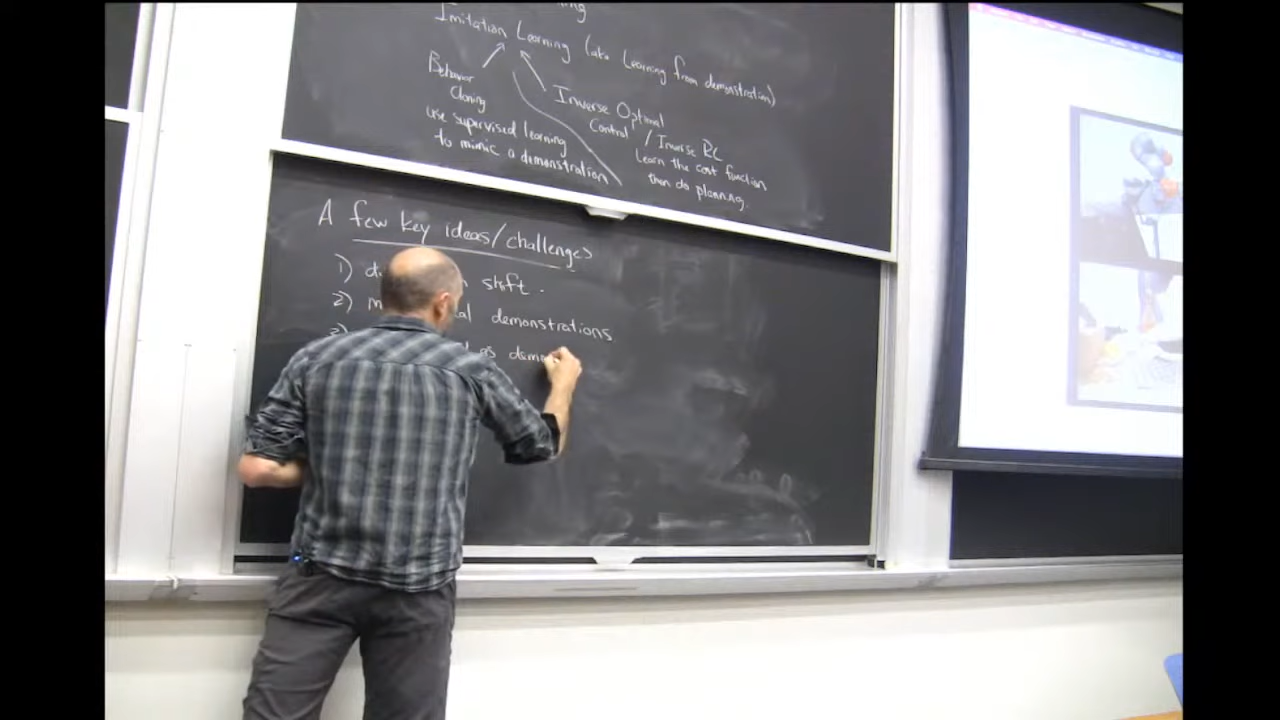 Imitation Learning (aka Learning from demonstration)
Behavior
Cloning
use supervised learning
to mimic a demonstration
Inverse Optimal
Control / Inverse RL
Learn the cost function
then do planning.
A few key ideas/challenges
1) shift.
2) demonstrations
3)